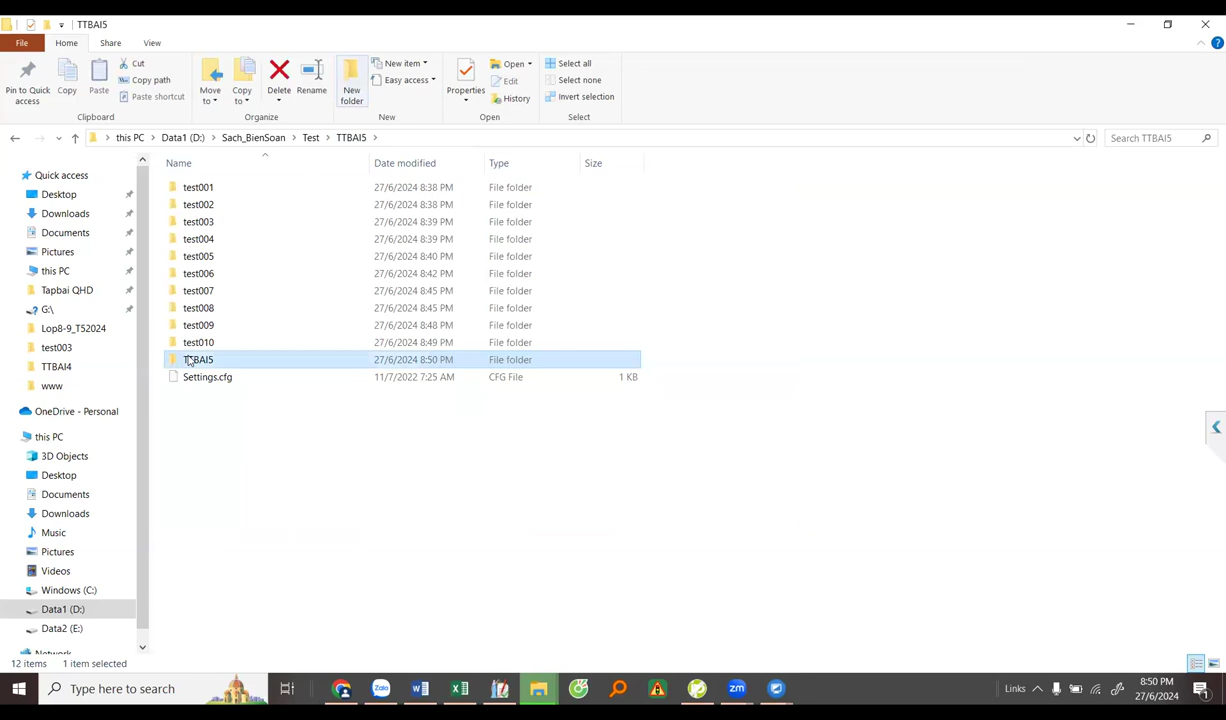 TTBAI5
File Home Share View
Pin to Quick access
Copy
Paste
Cut
Copy path
Paste shortcut
Clipboard
Move to
Copy to
Delete
Rename
Organize
New folder
New item
Easy access
New
Properties
Open
Edit
History
Open
Select all
Select none
Invert selection
Select
this PC > Data1 (D:) > Sach_BienSoan > Test > TTBAI5 >
Search TTBAI5
Name Date modified Type Size
test001 27/6/2024 8:38 PM File folder
test002 27/6/2024 8:38 PM File folder
test003 27/6/2024 8:39 PM File folder
test004 27/6/2024 8:39 PM File folder
test005 27/6/2024 8:40 PM File folder
test006 27/6/2024 8:42 PM File folder
test007 27/6/2024 8:45 PM File folder
test008 27/6/2024 8:45 PM File folder
test009 27/6/2024 8:48 PM File folder
test010 27/6/2024 8:49 PM File folder
TTBAI5 27/6/2024 8:50 PM File folder
Settings.cfg 11/7/2022 7:25 AM CFG File 1 KB
Quick access
Desktop
Downloads
Documents
Pictures
this PC
Tapbai QHD
G:\
Lop8-9_T52024
test003
TTBAI4
www
OneDrive - Personal
this PC
3D Objects
Desktop
Documents
Downloads
Music
Pictures
Videos
Windows (C:)
Data1 (D:)
Data2 (E:)
Network
12 items 1 item selected
Type here to search
Links
8:50 PM
27/6/2024
1